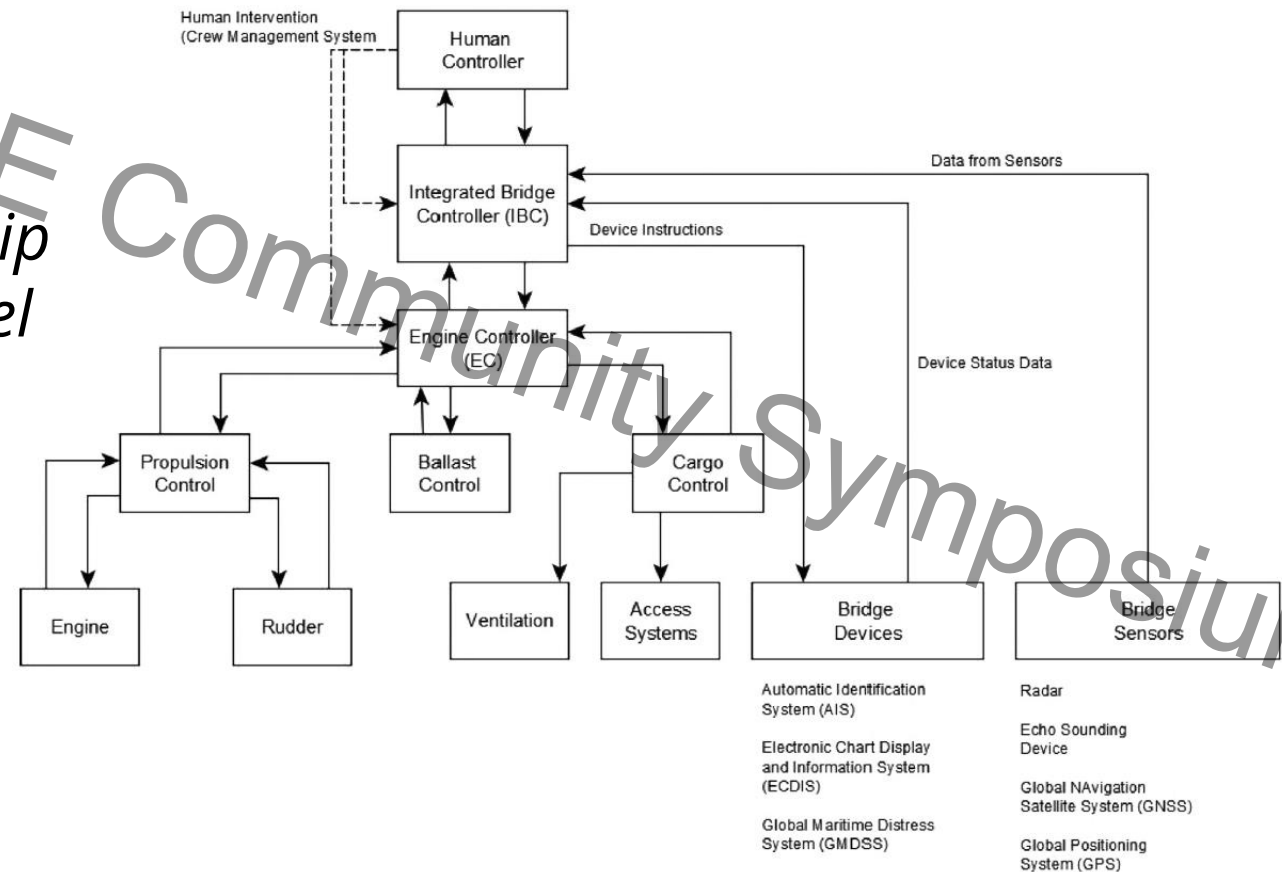 Human Intervention
(Crew Management System
Human
Controller
E Community Symposiu
ip
el
Integrated Bridge
Controller (IBC)
Data from Sensors
Device Instructions
Engine Controller
(EC)
Device Status Data
Propulsion
Control
Ballast
Control
Cargo
Control
Engine
Rudder
Ventilation
Access
Systems
Bridge
Devices
Bridge
Sensors
Automatic Identification
System (AIS)
Electronic Chart Display
and Information System
(ECDIS)
Global Maritime Distress
System (GMDSS)
Radar
Echo Sounding
Device
Global NAvigation
Satellite System (GNSS)
Global Positioning
System (GPS)